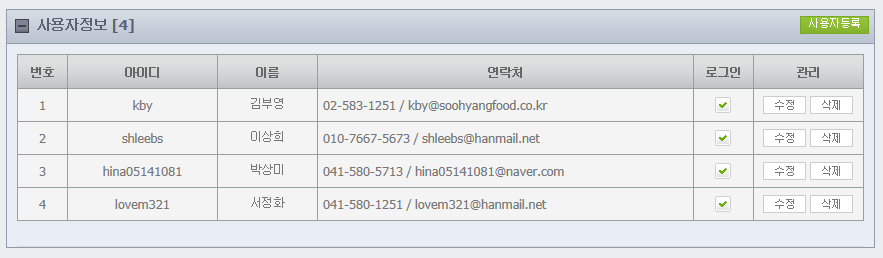 사용자정보 [4]
사용자등록
번호 아이디 이름 연락처 로그인 관리
1 kby 김부영 02-583-1251 / kby@soohyangfood.co.kr 수정 삭제
2 shleebs 이상희 010-7667-5673 / shleebs@hanmail.net 수정 삭제
3 hina05141081 박상미 041-580-5713 / hina05141081@naver.com 수정 삭제
4 lovem321 서정화 041-580-1251 / lovem321@hanmail.net 수정 삭제